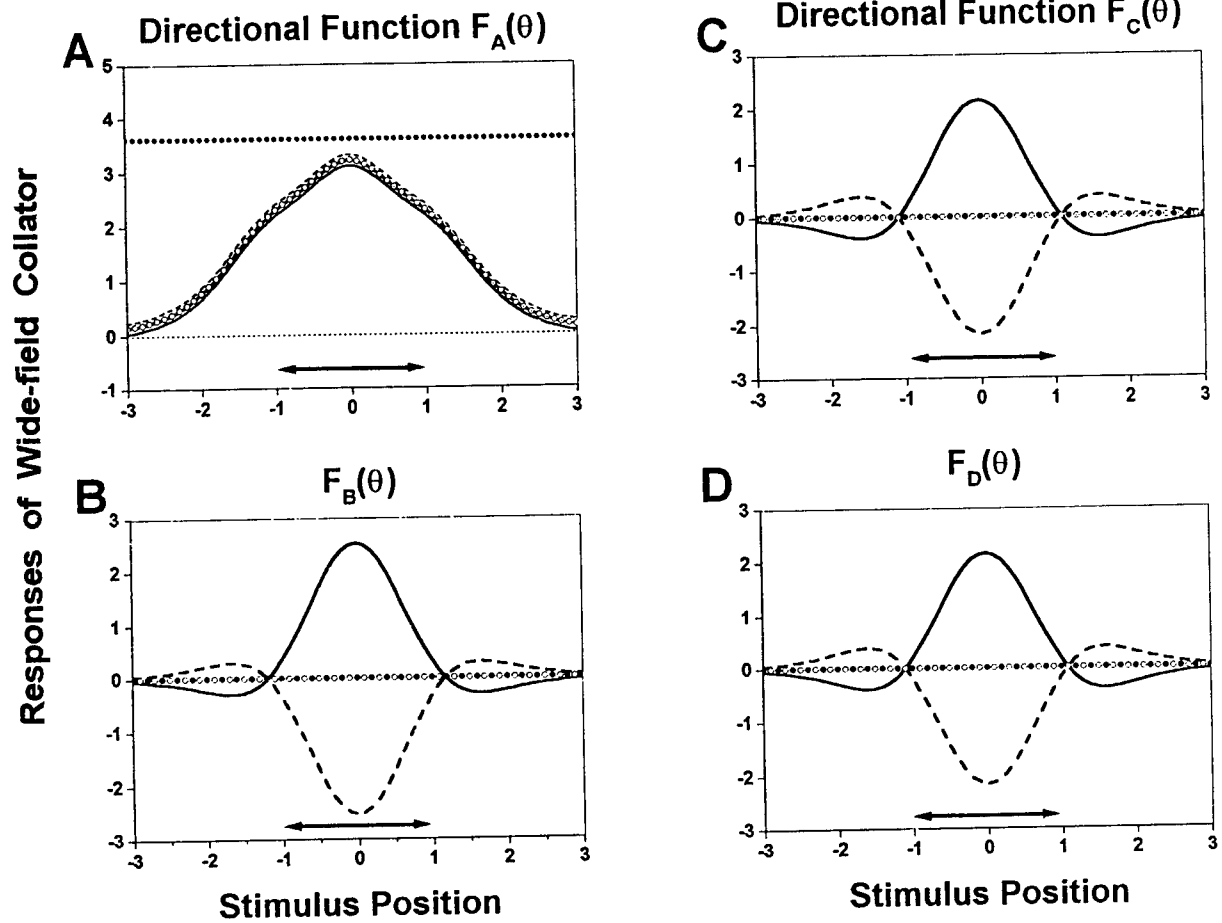 Responses of Wide-field Collator
A
Directional Function F_A(θ)
5
4
3
2
1
0
-1
-3 -2 -1 0 1 2 3
C
Directional Function F_C(θ)
3
2
1
0
-1
-2
-3
-3 -2 -1 0 1 2 3
B
F_B(θ)
3
2
1
0
-1
-2
-3
-3 -2 -1 0 1 2 3
Stimulus Position
D
F_D(θ)
3
2
1
0
-1
-2
-3
-3 -2 -1 0 1 2 3
Stimulus Position